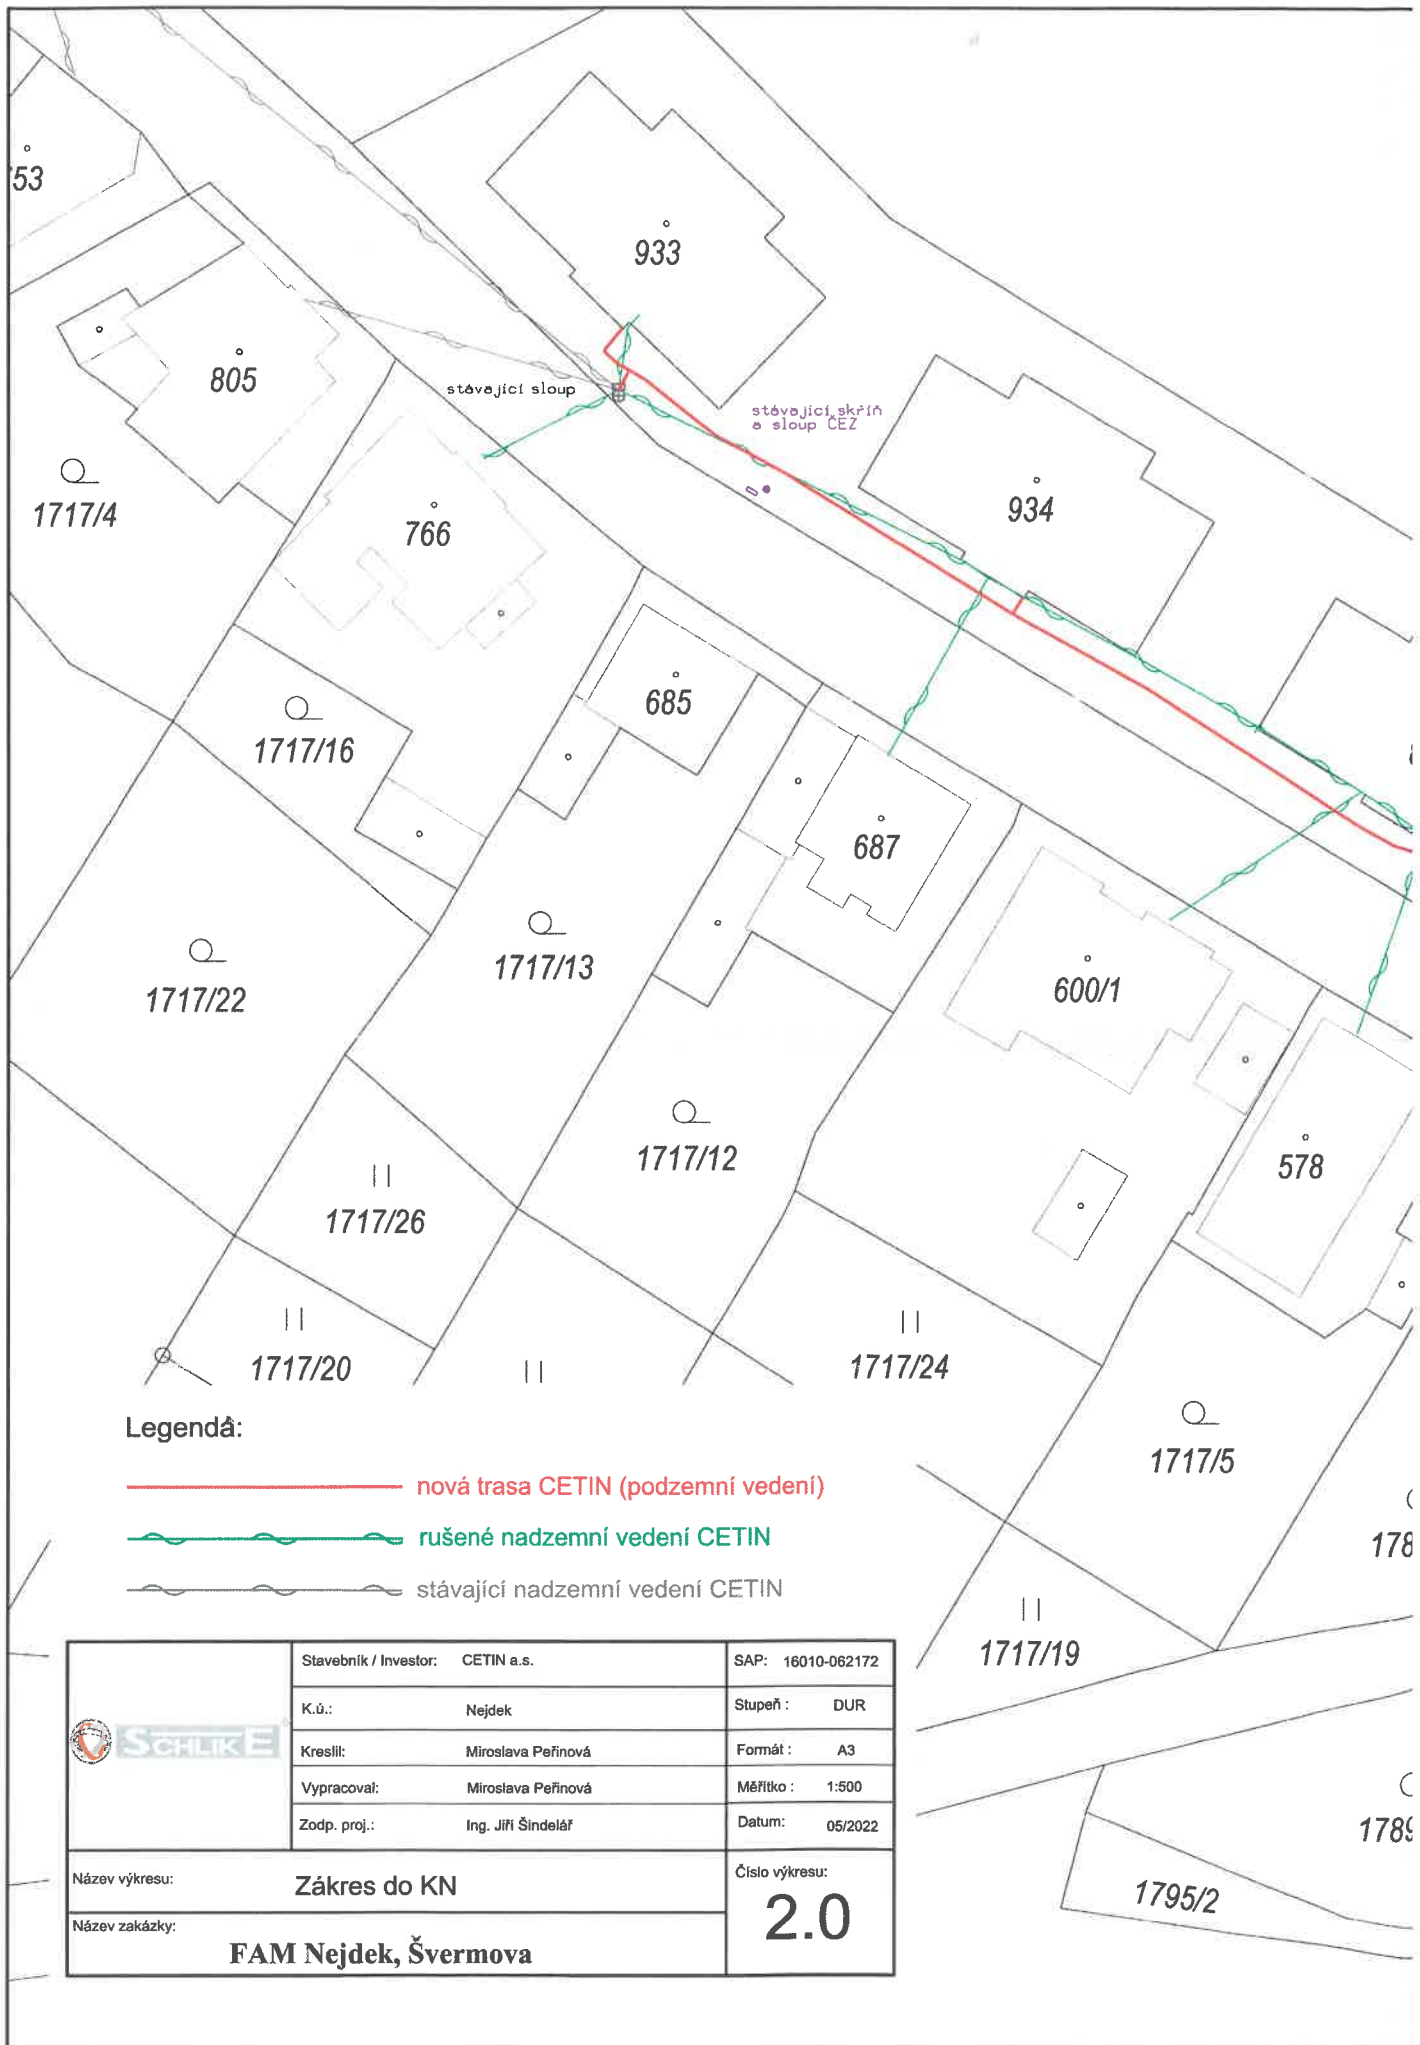 53
933
805
stávající sloup
stávající skříň
a sloup ČEZ
1717/4
766
934
685
1717/16
687
1717/13
1717/22
600/1
1717/12
578
1717/26
1717/20
1717/24
1717/5
Legenda:
nová trasa CETIN (podzemní vedení)
rušené nadzemní vedení CETIN
stávající nadzemní vedení CETIN
178
1717/19
SCHLIKE
Stavebník / Investor: CETIN a.s.
SAP: 16010-062172
K.ú.: Nejdek
Stupeň : DUR
Kreslil: Miroslava Peřinová
Formát : A3
Vypracoval: Miroslava Peřinová
Měřítko : 1:500
Zodp. proj.: Ing. Jiří Šindelář
Datum: 05/2022
1789
Název výkresu: Zákres do KN
Číslo výkresu:
2.0
1795/2
Název zakázky:
FAM Nejdek, Švermova